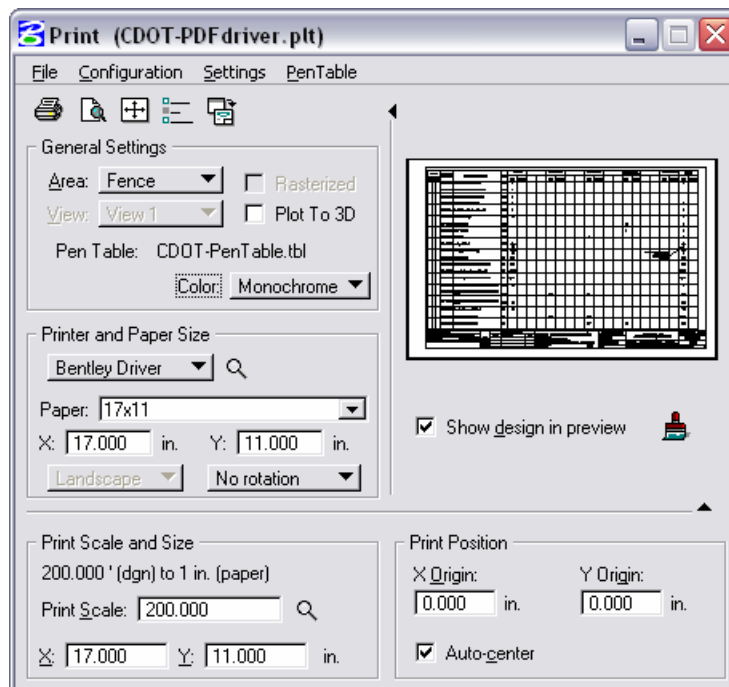 Print (CDOT-PDFdriver.plt)
File Configuration Settings PenTable
General Settings
Area: Fence Rasterized
View: View 1 Plot To 3D
Pen Table: CDOT-PenTable.tbl
Color: Monochrome
Printer and Paper Size
Bentley Driver
Paper: 17x11
X: 17.000 in. Y: 11.000 in.
Landscape No rotation
Show design in preview
Print Scale and Size
200.000 ' (dgn) to 1 in. (paper)
Print Scale: 200.000
X: 17.000 Y: 11.000 in.
Print Position
X Origin: Y Origin:
0.000 in. 0.000 in.
Auto-center